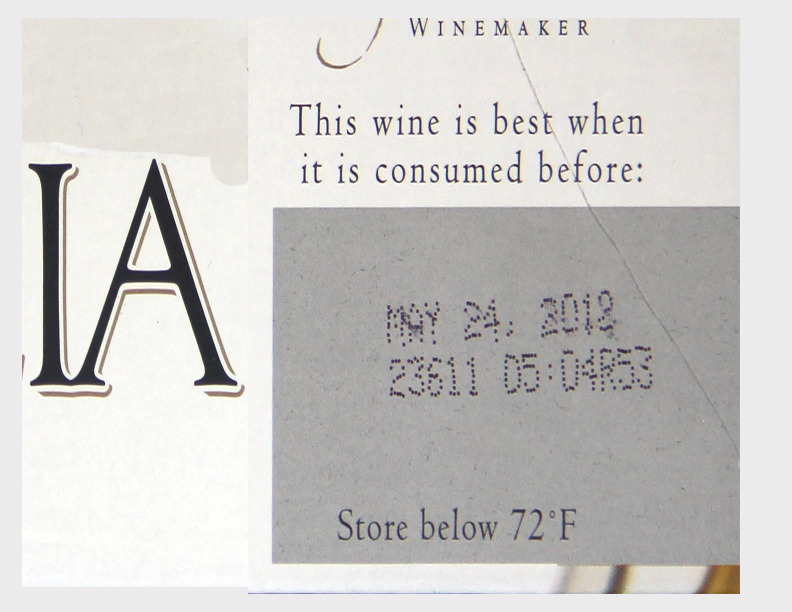 WINEMAKER
This wine is best when
it is consumed before:
IA
MAY 24, 2012
23611 05:04R53
Store below 72°F